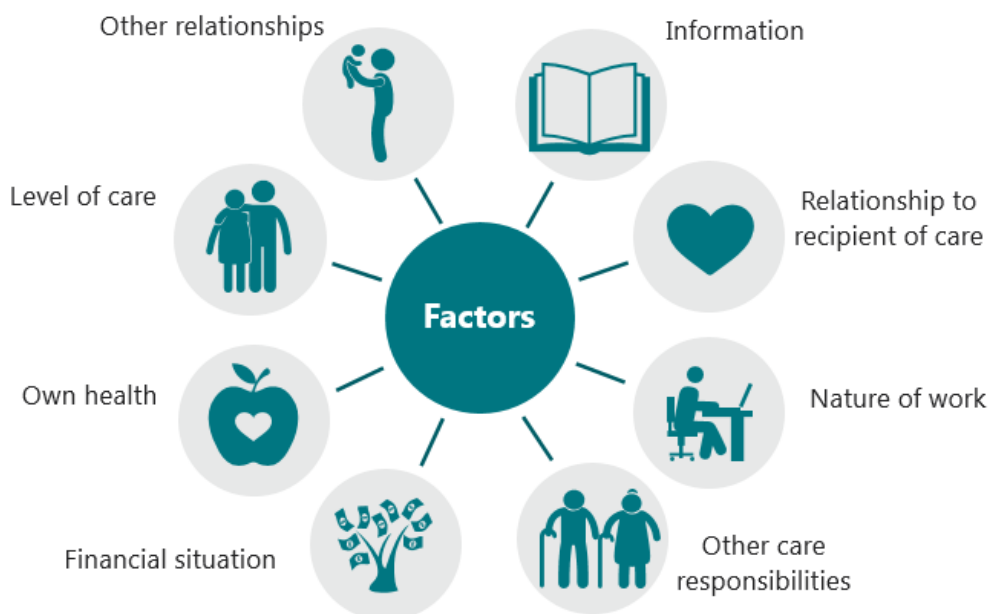 Other relationships
Information
Level of care
Relationship to
recipient of care
Factors
Own health
Nature of work
Financial situation
Other care
responsibilities